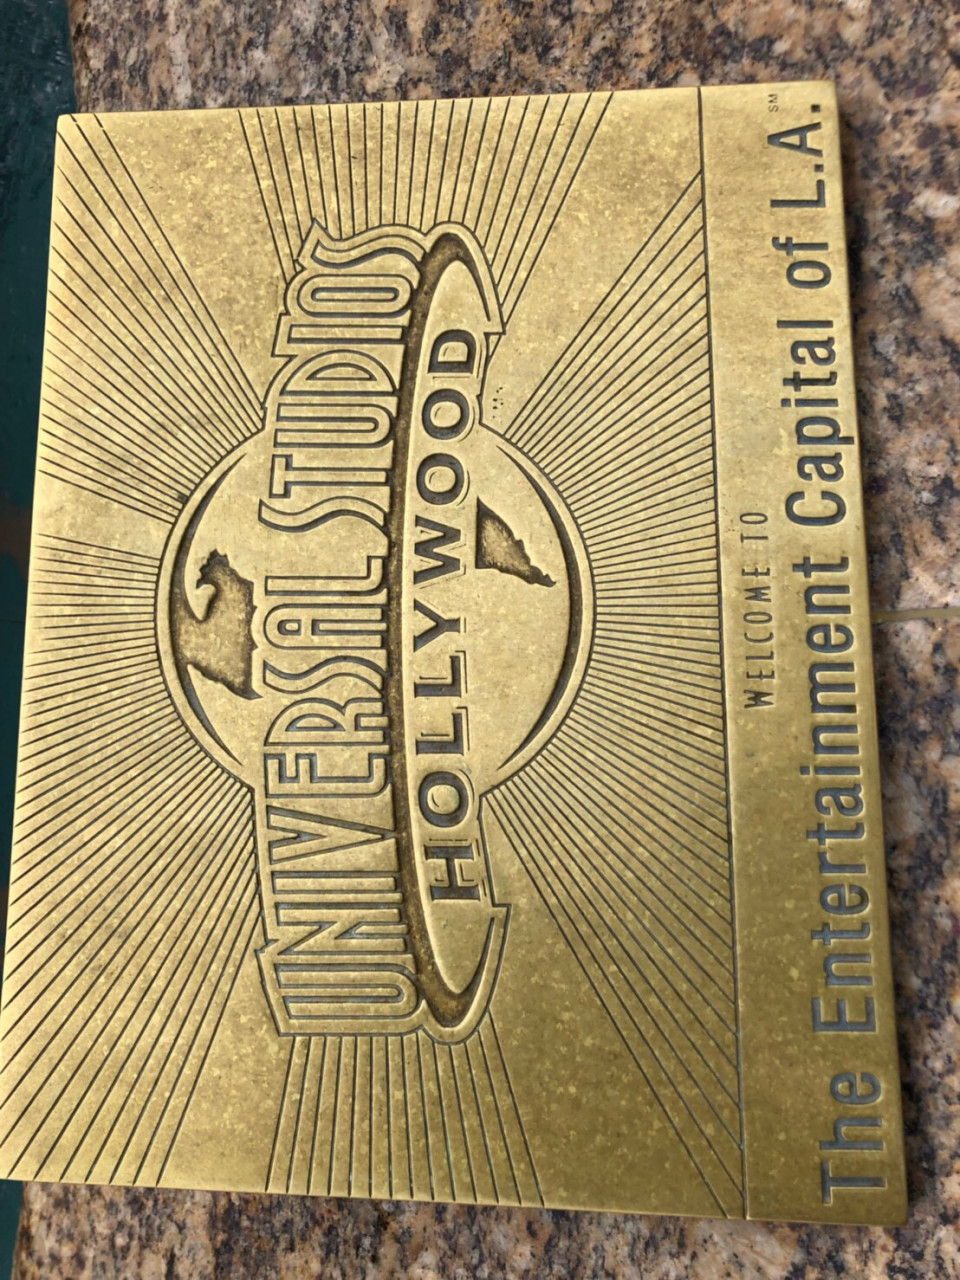 UNIVERSAL STUDIOS
HOLLYWOOD
WELCOME TO
The Entertainment Capital of L.A.℠